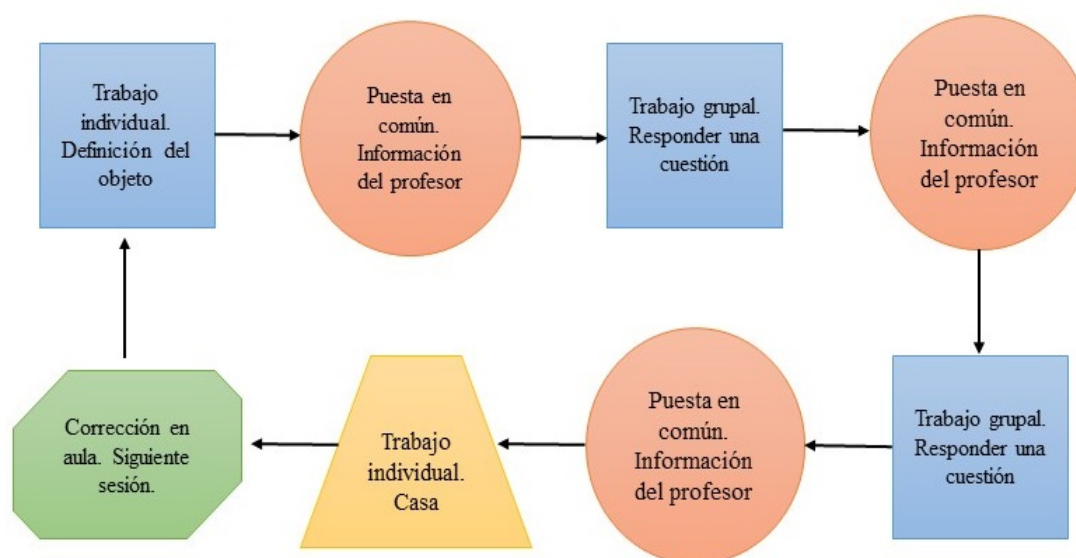 Trabajo
individual.
Definición del
objeto
Puesta en
común.
Información
del profesor
Trabajo grupal.
Responder una
cuestión
Puesta en
común.
Información
del profesor
Trabajo grupal.
Responder una
cuestión
Puesta en
común.
Información
del profesor
Trabajo
individual.
Casa
Corrección en
aula. Siguiente
sesión.